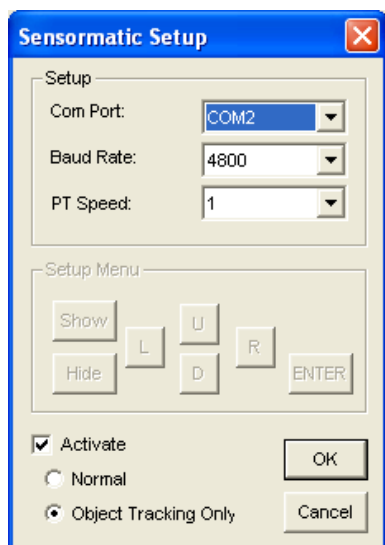 Sensormatic Setup
Setup
Com Port: COM2
Baud Rate: 4800
PT Speed: 1
Setup Menu
Show
U
L
R
Hide
D
ENTER
Activate
OK
Normal
Object Tracking Only
Cancel